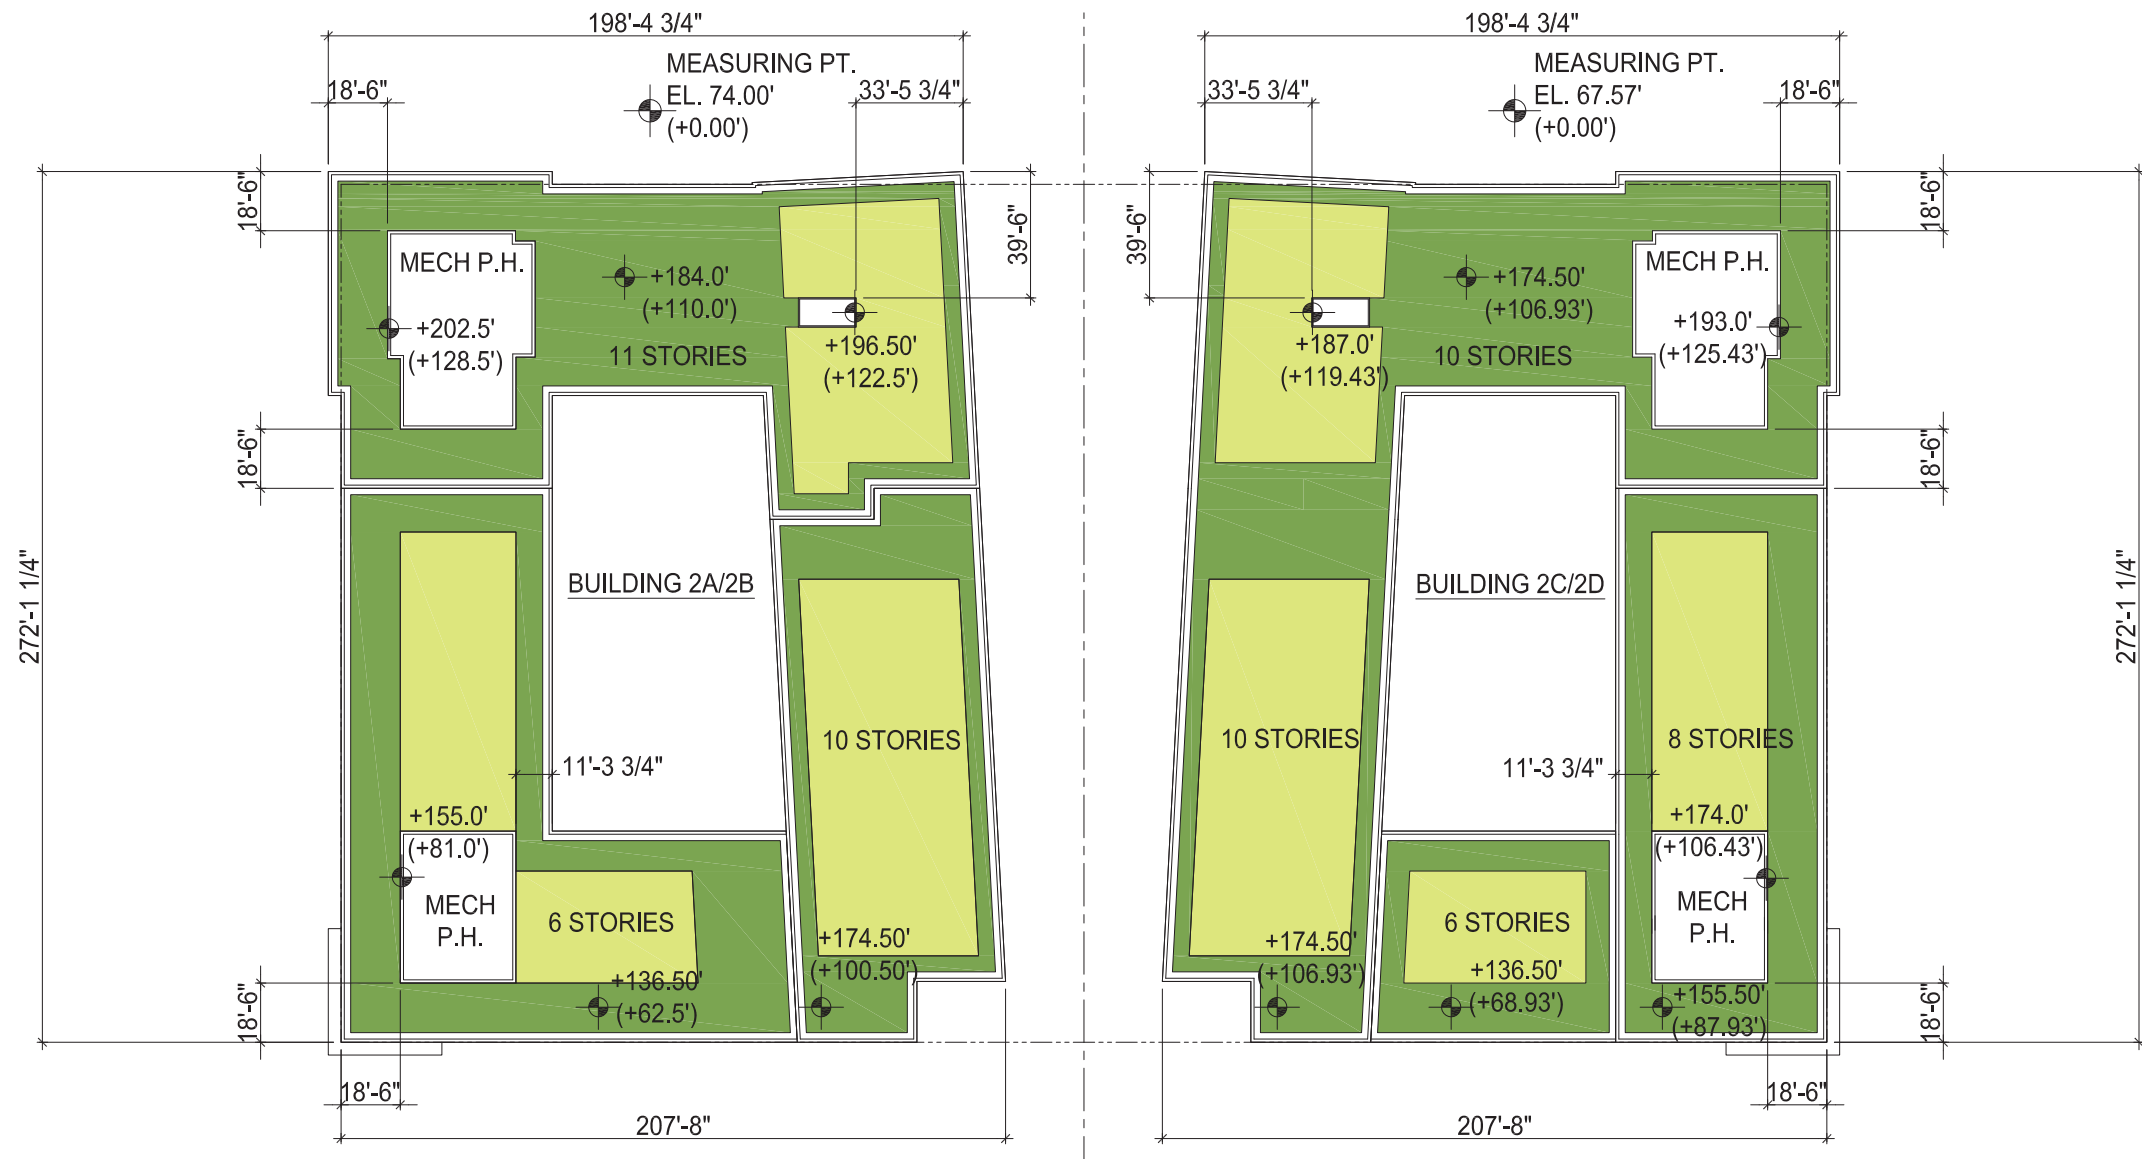 198'-4 3/4"
198'-4 3/4"
MEASURING PT.
EL. 74.00'
(+0.00')
MEASURING PT.
EL. 67.57'
(+0.00')
18'-6"
33'-5 3/4"
33'-5 3/4"
18'-6"
18'-6"
39'-6"
39'-6"
18'-6"
MECH P.H.
+202.5'
(+128.5')
+184.0'
(+110.0')
11 STORIES
+196.50'
(+122.5')
+187.0'
(+119.43')
+174.50'
(+106.93')
10 STORIES
MECH P.H.
+193.0'
(+125.43')
18'-6"
18'-6"
272'-1 1/4"
BUILDING 2A/2B
BUILDING 2C/2D
272'-1 1/4"
10 STORIES
10 STORIES
8 STORIES
11'-3 3/4"
11'-3 3/4"
+155.0'
(+81.0')
MECH
P.H.
6 STORIES
+136.50'
(+62.5')
+174.50'
(+100.50')
+174.50'
(+106.93')
6 STORIES
+136.50'
(+68.93')
+174.0'
(+106.43')
MECH
P.H.
+155.50'
(+87.93')
18'-6"
18'-6"
18'-6"
18'-6"
207'-8"
207'-8"